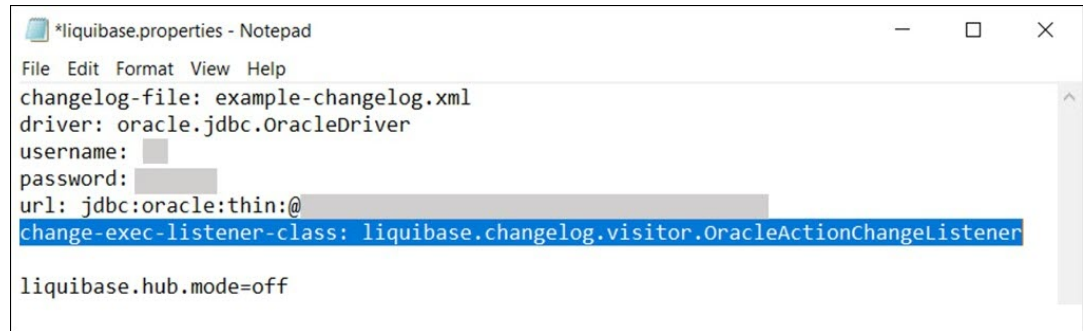 *liquibase.properties - Notepad
File Edit Format View Help
changelog-file: example-changelog.xml
driver: oracle.jdbc.OracleDriver
username:
password:
url: jdbc:oracle:thin:@
change-exec-listener-class: liquibase.changelog.visitor.OracleActionChangeListener
liquibase.hub.mode=off